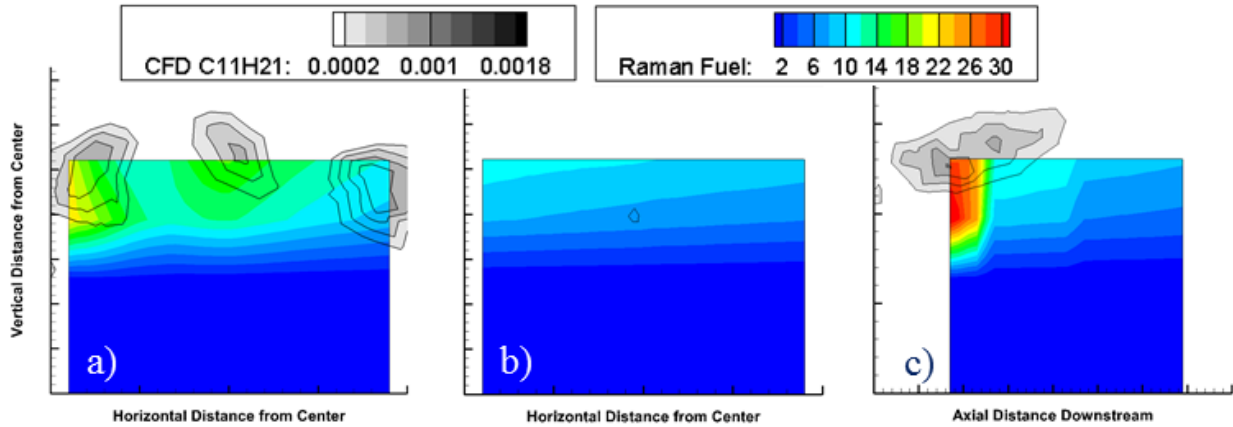 CFD C11H21: 0.0002 0.001 0.0018
Raman Fuel: 2 6 10 14 18 22 26 30
Vertical Distance from Center
a)
b)
c)
Horizontal Distance from Center
Horizontal Distance from Center
Axial Distance Downstream